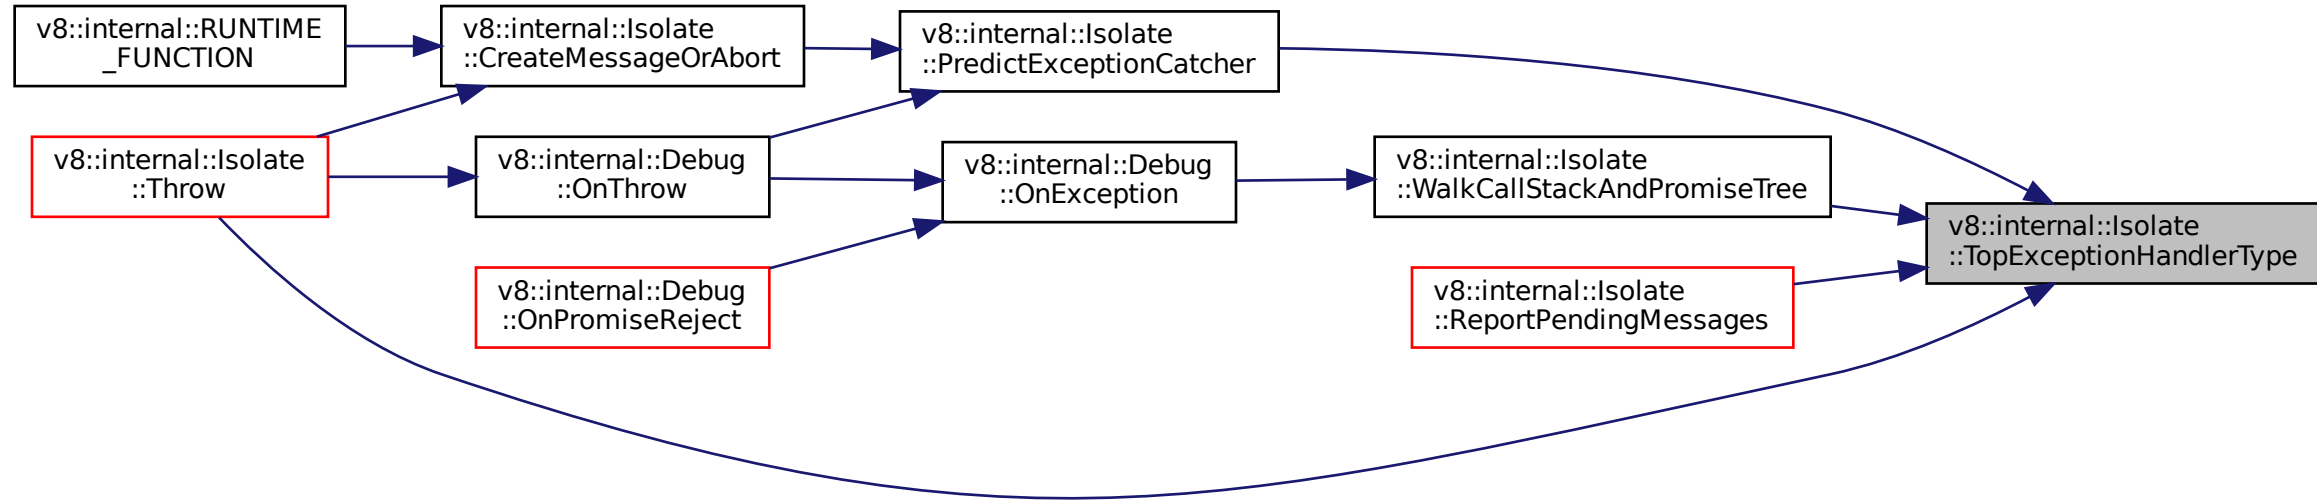 v8::internal::RUNTIME
_FUNCTION
v8::internal::Isolate
::CreateMessageOrAbort
v8::internal::Isolate
::PredictExceptionCatcher
v8::internal::Isolate
::Throw
v8::internal::Debug
::OnThrow
v8::internal::Debug
::OnException
v8::internal::Isolate
::WalkCallStackAndPromiseTree
v8::internal::Isolate
::TopExceptionHandlerType
v8::internal::Debug
::OnPromiseReject
v8::internal::Isolate
::ReportPendingMessages